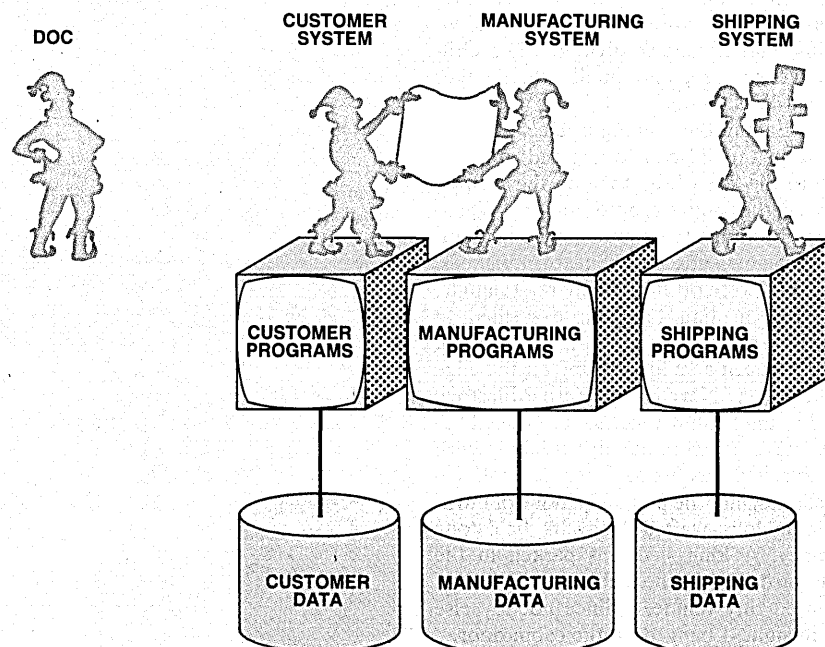 DOC
CUSTOMER
SYSTEM
MANUFACTURING
SYSTEM
SHIPPING
SYSTEM
CUSTOMER
PROGRAMS
MANUFACTURING
PROGRAMS
SHIPPING
PROGRAMS
CUSTOMER
DATA
MANUFACTURING
DATA
SHIPPING
DATA